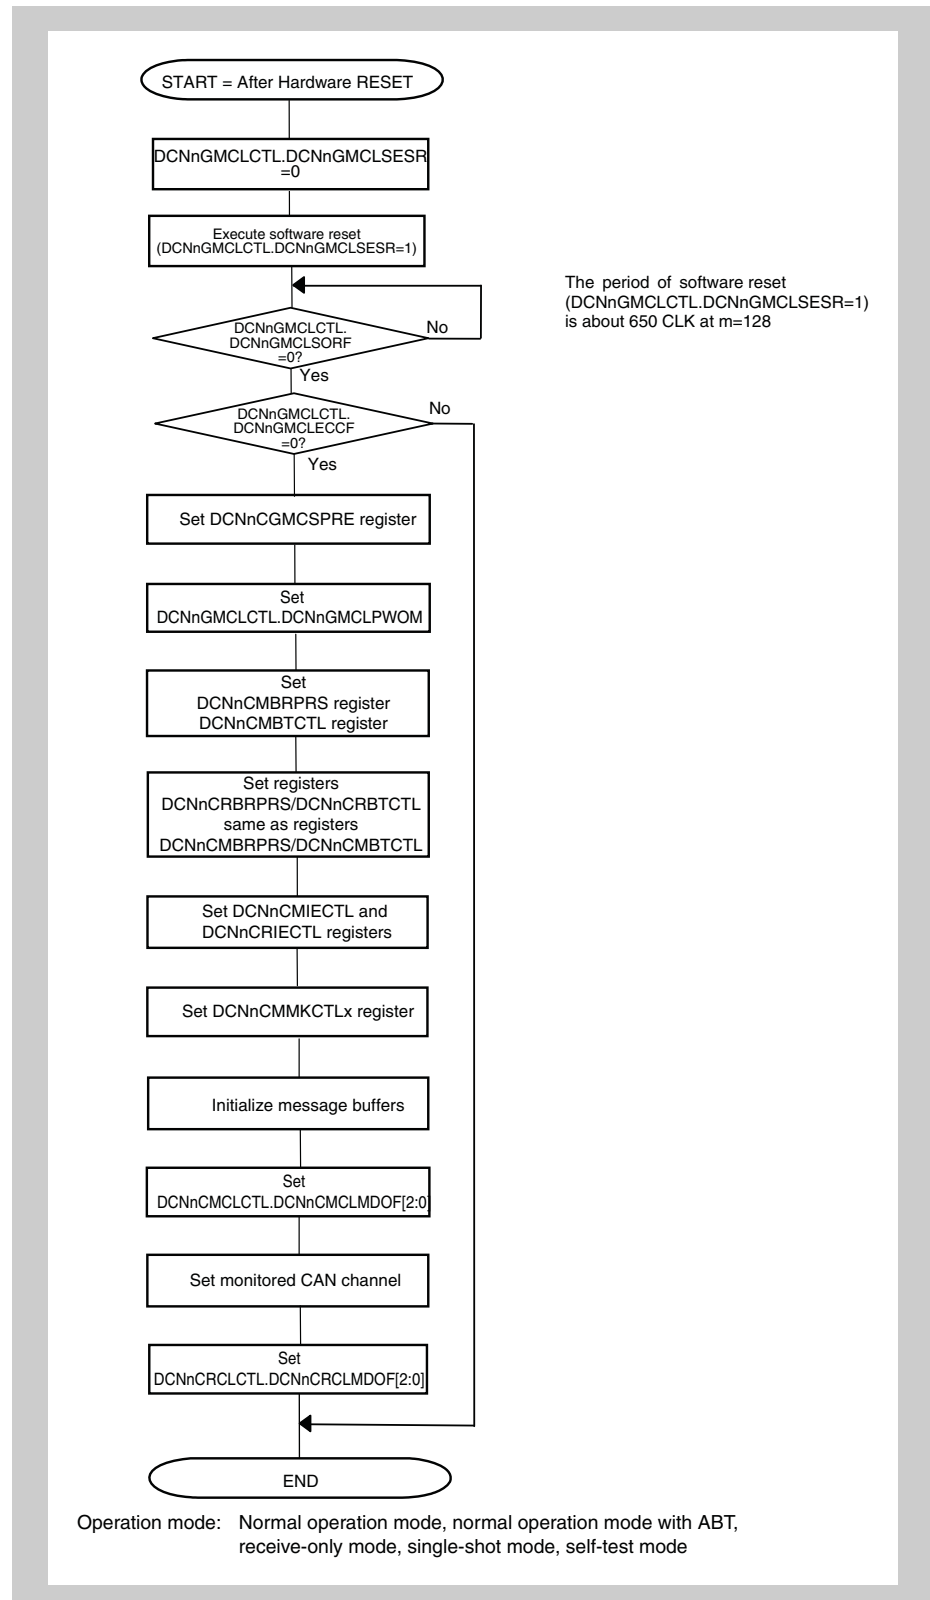 START = After Hardware RESET
DCNnGMCLCTL.DCNnGMCLSESR
=0
Execute software reset
(DCNnGMCLCTL.DCNnGMCLSESR=1)
The period of software reset
(DCNnGMCLCTL.DCNnGMCLSESR=1)
is about 650 CLK at m=128
DCNnGMCLCTL.
DCNnGMCLSORF
=0?
No
Yes
DCNnGMCLCTL.
DCNnGMCLECCF
=0?
No
Yes
Set DCNnCGMCSPRE register
Set
DCNnGMCLCTL.DCNnGMCLPWOM
Set
DCNnCMBRPRS register
DCNnCMBTCTL register
Set registers
DCNnCRBRPRS/DCNnCRBTCTL
same as registers
DCNnCMBRPRS/DCNnCMBTCTL
Set DCNnCMIECTL and
DCNnCRIECTL registers
Set DCNnCMMKCTLx register
Initialize message buffers
Set
DCNnCMCLCTL.DCNnCMCLMDOF[2:0]
Set monitored CAN channel
Set
DCNnCRCLCTL.DCNnCRCLMDOF[2:0]
END
Operation mode: Normal operation mode, normal operation mode with ABT,
receive-only mode, single-shot mode, self-test mode